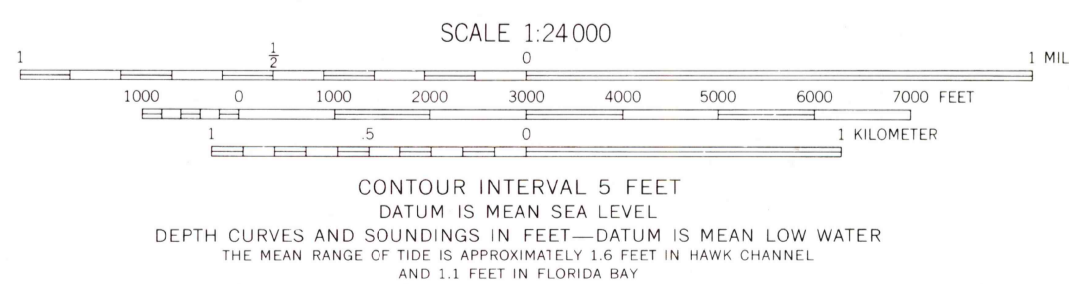 SCALE 1:24 000
1 1/2 0 1 MIL
1000 0 1000 2000 3000 4000 5000 6000 7000 FEET
1 .5 0 1 KILOMETER
CONTOUR INTERVAL 5 FEET
DATUM IS MEAN SEA LEVEL
DEPTH CURVES AND SOUNDINGS IN FEET—DATUM IS MEAN LOW WATER
THE MEAN RANGE OF TIDE IS APPROXIMATELY 1.6 FEET IN HAWK CHANNEL
AND 1.1 FEET IN FLORIDA BAY